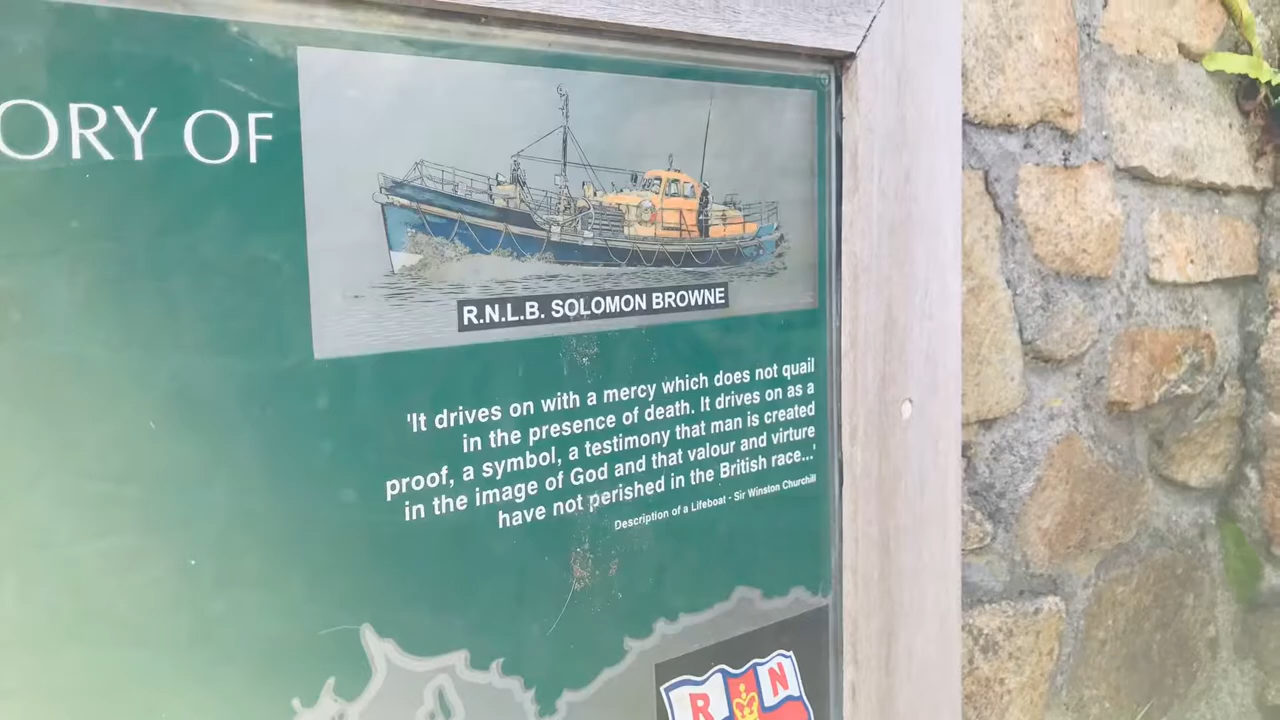 ORY OF
R.N.L.B. SOLOMON BROWNE
'It drives on with a mercy which does not quail
in the presence of death. It drives on as a
proof, a symbol, a testimony that man is created
in the image of God and that valour and virture
have not perished in the British race...'
Description of a Lifeboat - Sir Winston Churchill
R N